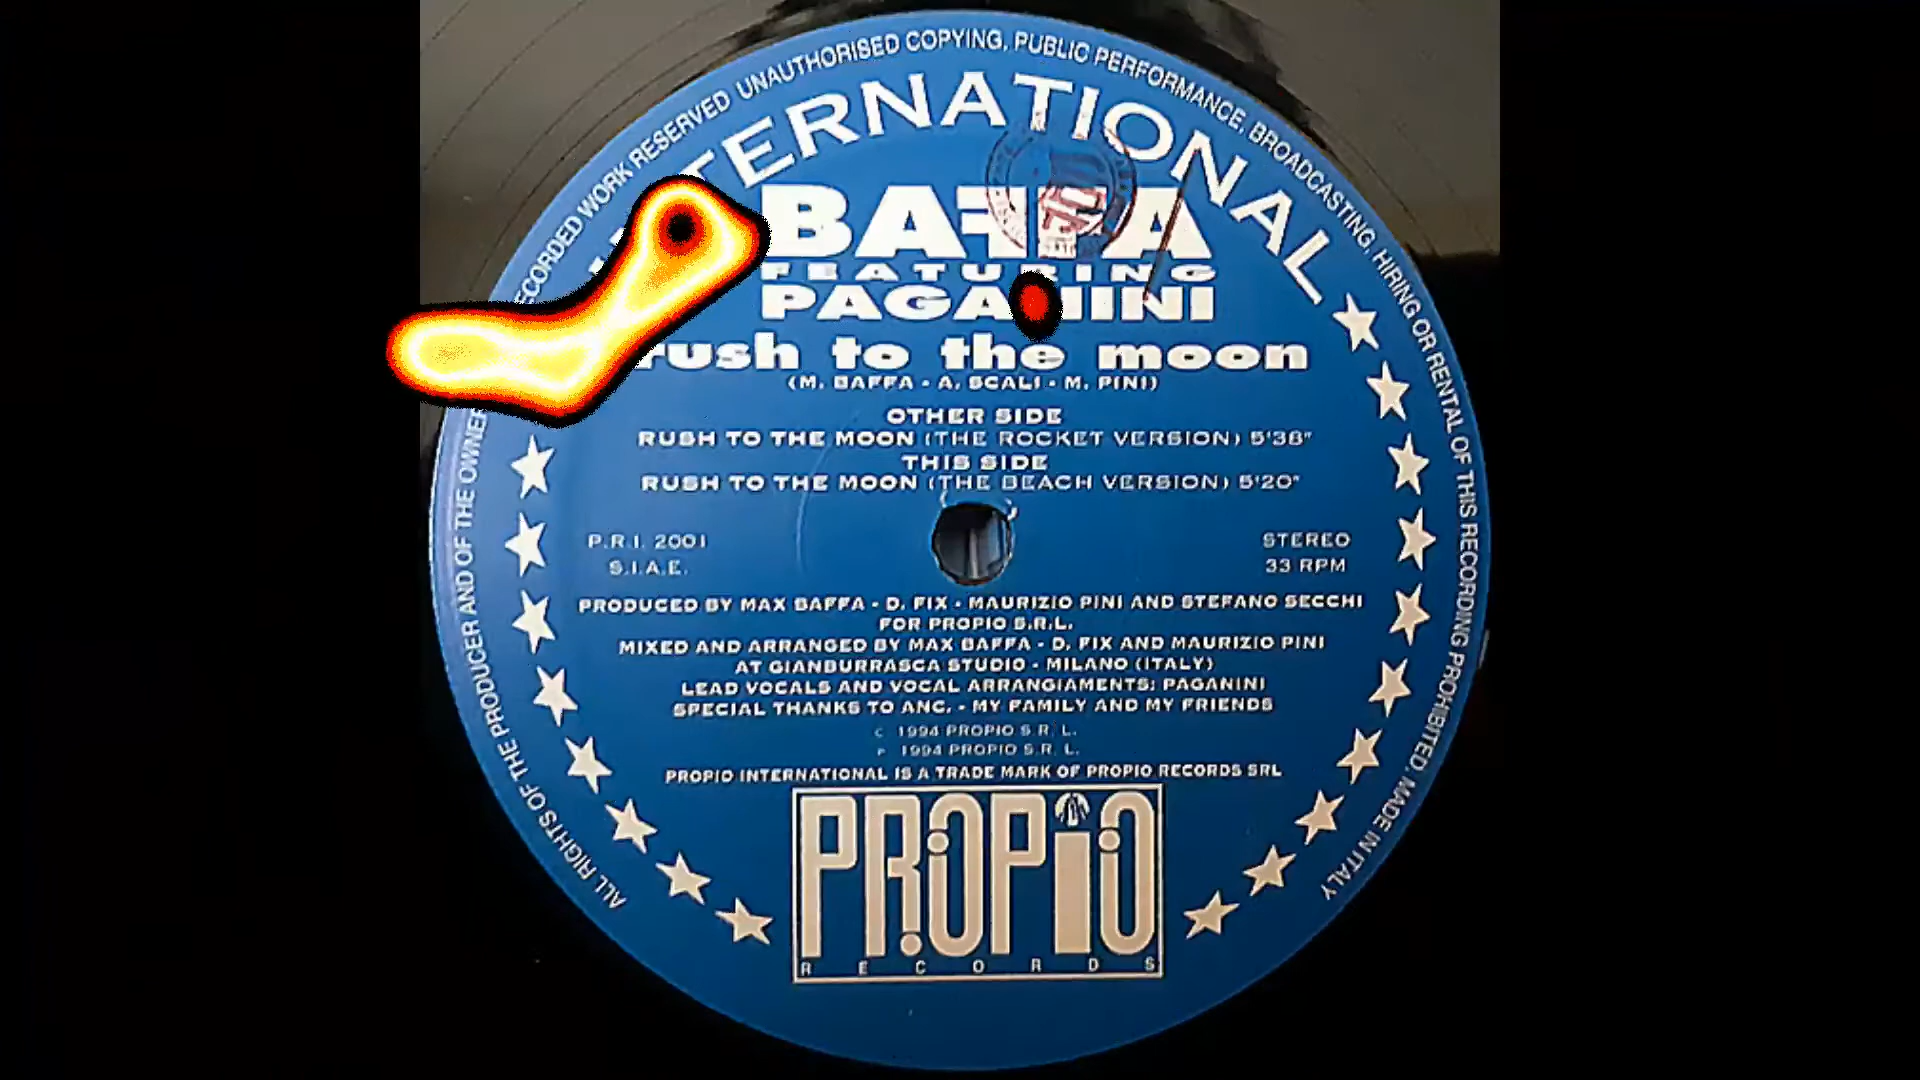 RECORDED WORK RESERVED UNAUTHORISED COPYING, PUBLIC PERFORMANCE, BROADCASTING, HIRING OR RENTAL OF THIS RECORDING PROHIBITED. MADE IN ITALY
ALL RIGHTS OF THE PRODUCER AND OF THE OWNER
INTERNATIONAL
BAFFA
FEATURING
PAGANINI
rush to the moon
(M. BAFFA - A. SCALI - M. PINI)
OTHER SIDE
RUSH TO THE MOON (THE ROCKET VERSION) 5'38"
THIS SIDE
RUSH TO THE MOON (THE BEACH VERSION) 5'20"
P.R.I. 2001
S.I.A.E.
STEREO
33 RPM
PRODUCED BY MAX BAFFA - D. FIX - MAURIZIO PINI AND STEFANO SECCHI
FOR PROPIO S.R.L.
MIXED AND ARRANGED BY MAX BAFFA - D. FIX AND MAURIZIO PINI
AT GIANBURRASCA STUDIO - MILANO (ITALY)
LEAD VOCALS AND VOCAL ARRANGIAMENTS: PAGANINI
SPECIAL THANKS TO ANG. - MY FAMILY AND MY FRIENDS
C 1994 PROPIO S.R.L.
P 1994 PROPIO S.R.L.
PROPIO INTERNATIONAL IS A TRADE MARK OF PROPIO RECORDS SRL
PROPIO
RECORDS